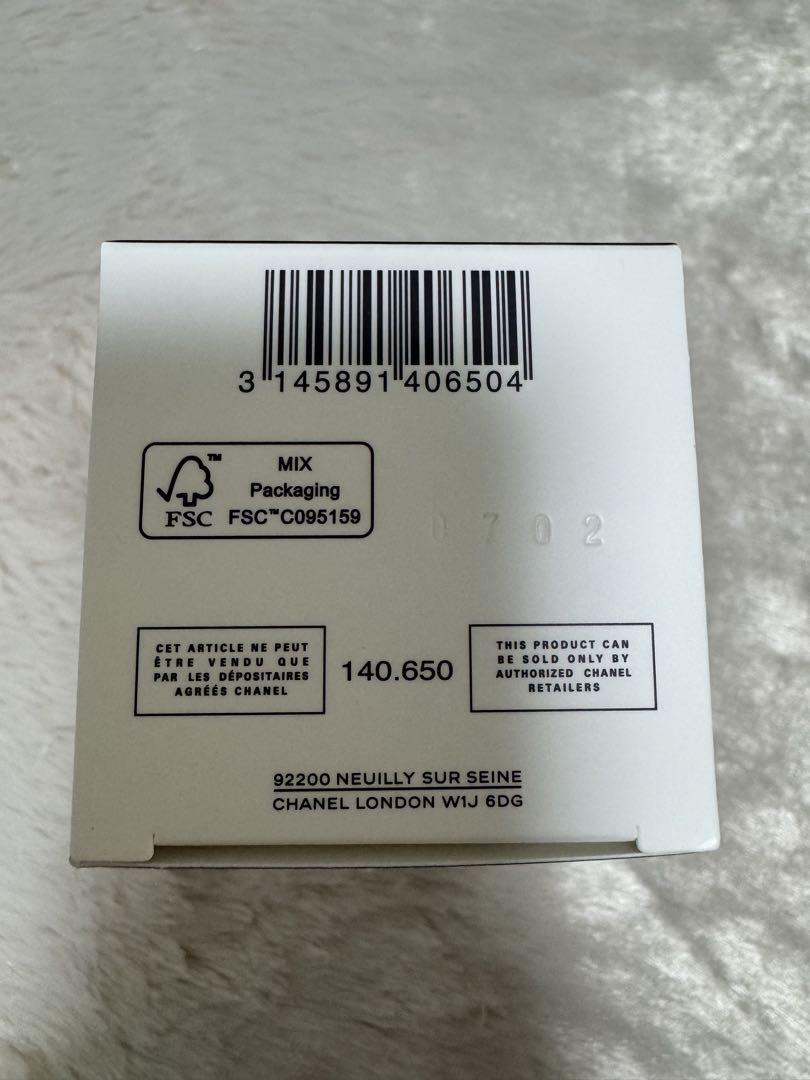 3 145891 406504
MIX
Packaging
FSC™ FSC™C095159
0702
CET ARTICLE NE PEUT
ÊTRE VENDU QUE
PAR LES DÉPOSITAIRES
AGRÉÉS CHANEL
140.650
THIS PRODUCT CAN
BE SOLD ONLY BY
AUTHORIZED CHANEL
RETAILERS
92200 NEUILLY SUR SEINE
CHANEL LONDON W1J 6DG